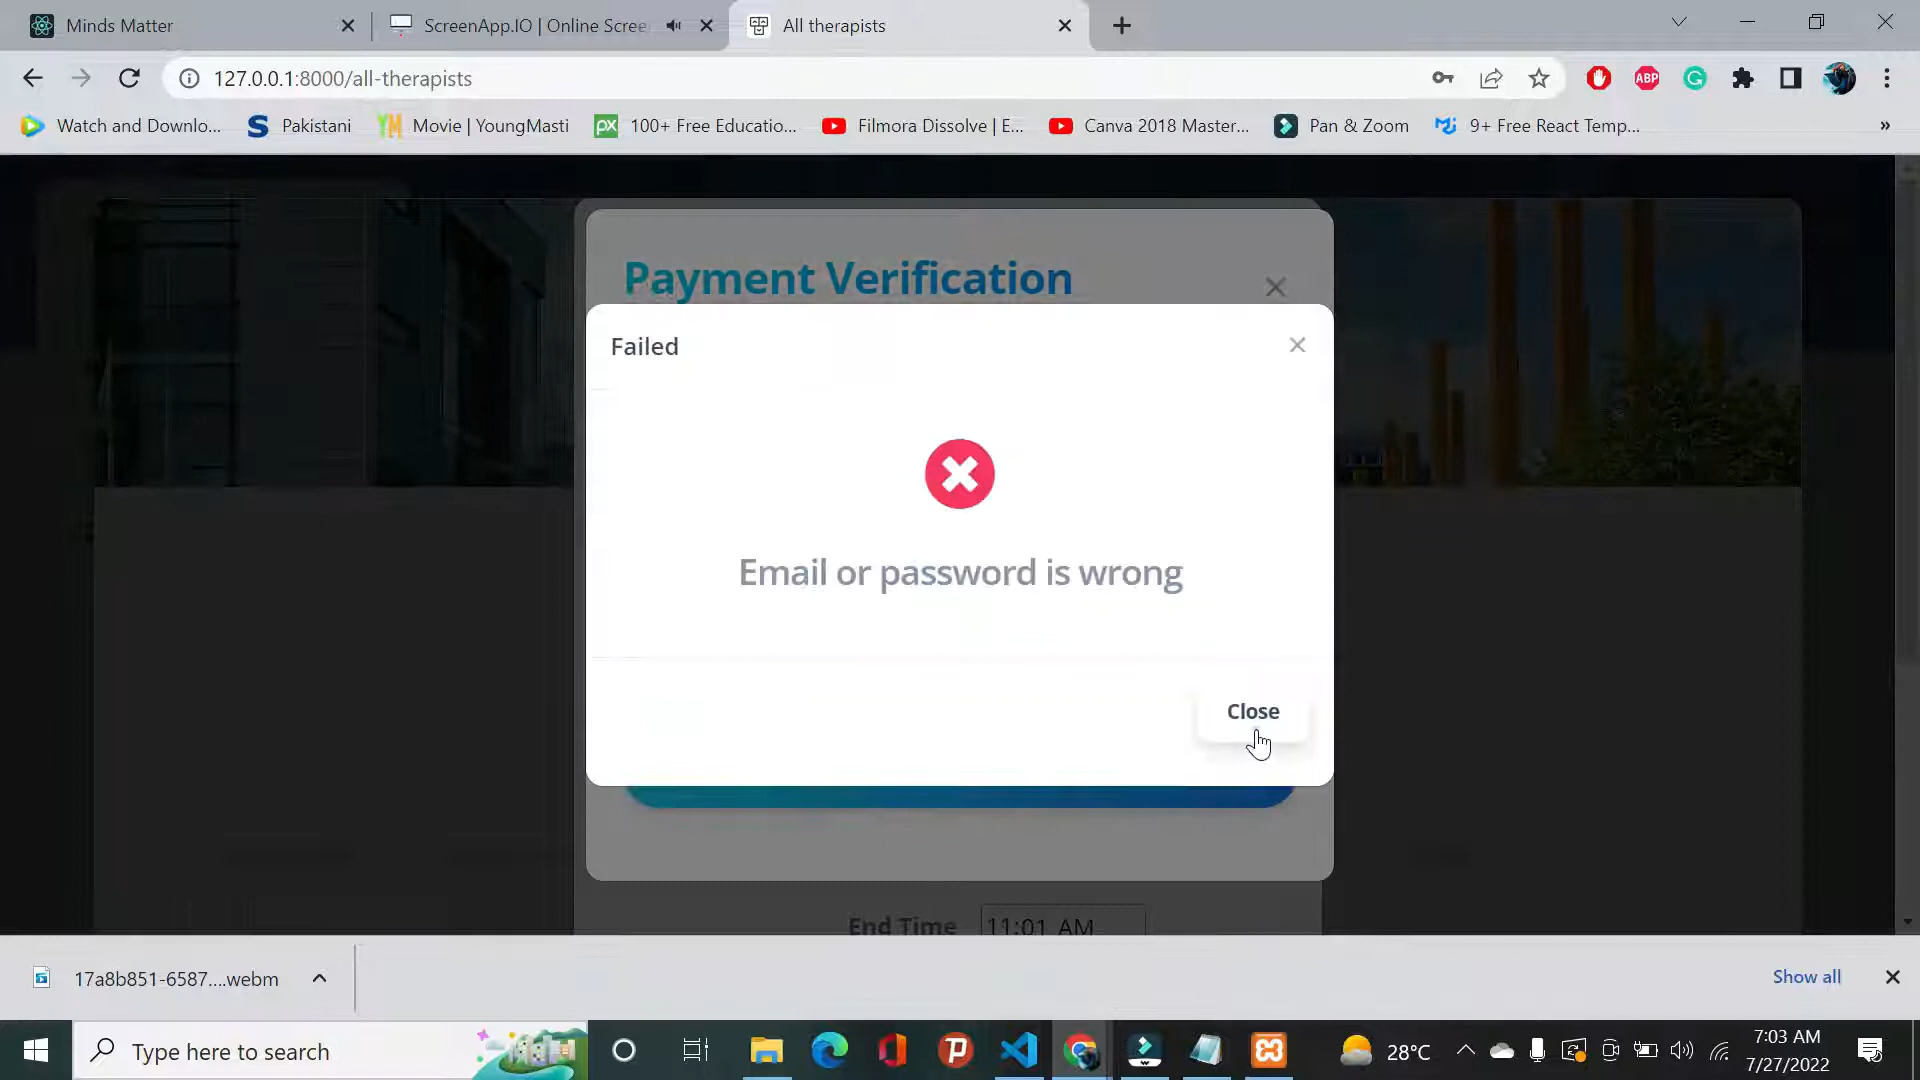 Minds Matter
ScreenApp.IO | Online Scree
All therapists
127.0.0.1:8000/all-therapists
ABP
Watch and Downlo...
S Pakistani
YM Movie | YoungMasti
px 100+ Free Educatio...
Filmora Dissolve | E...
Canva 2018 Master...
Pan & Zoom
9+ Free React Temp...
»
Payment Verification
Failed
Email or password is wrong
Close
End Time 11:01 AM
17a8b851-6587....webm
Show all
Type here to search
28°C
7:03 AM
7/27/2022